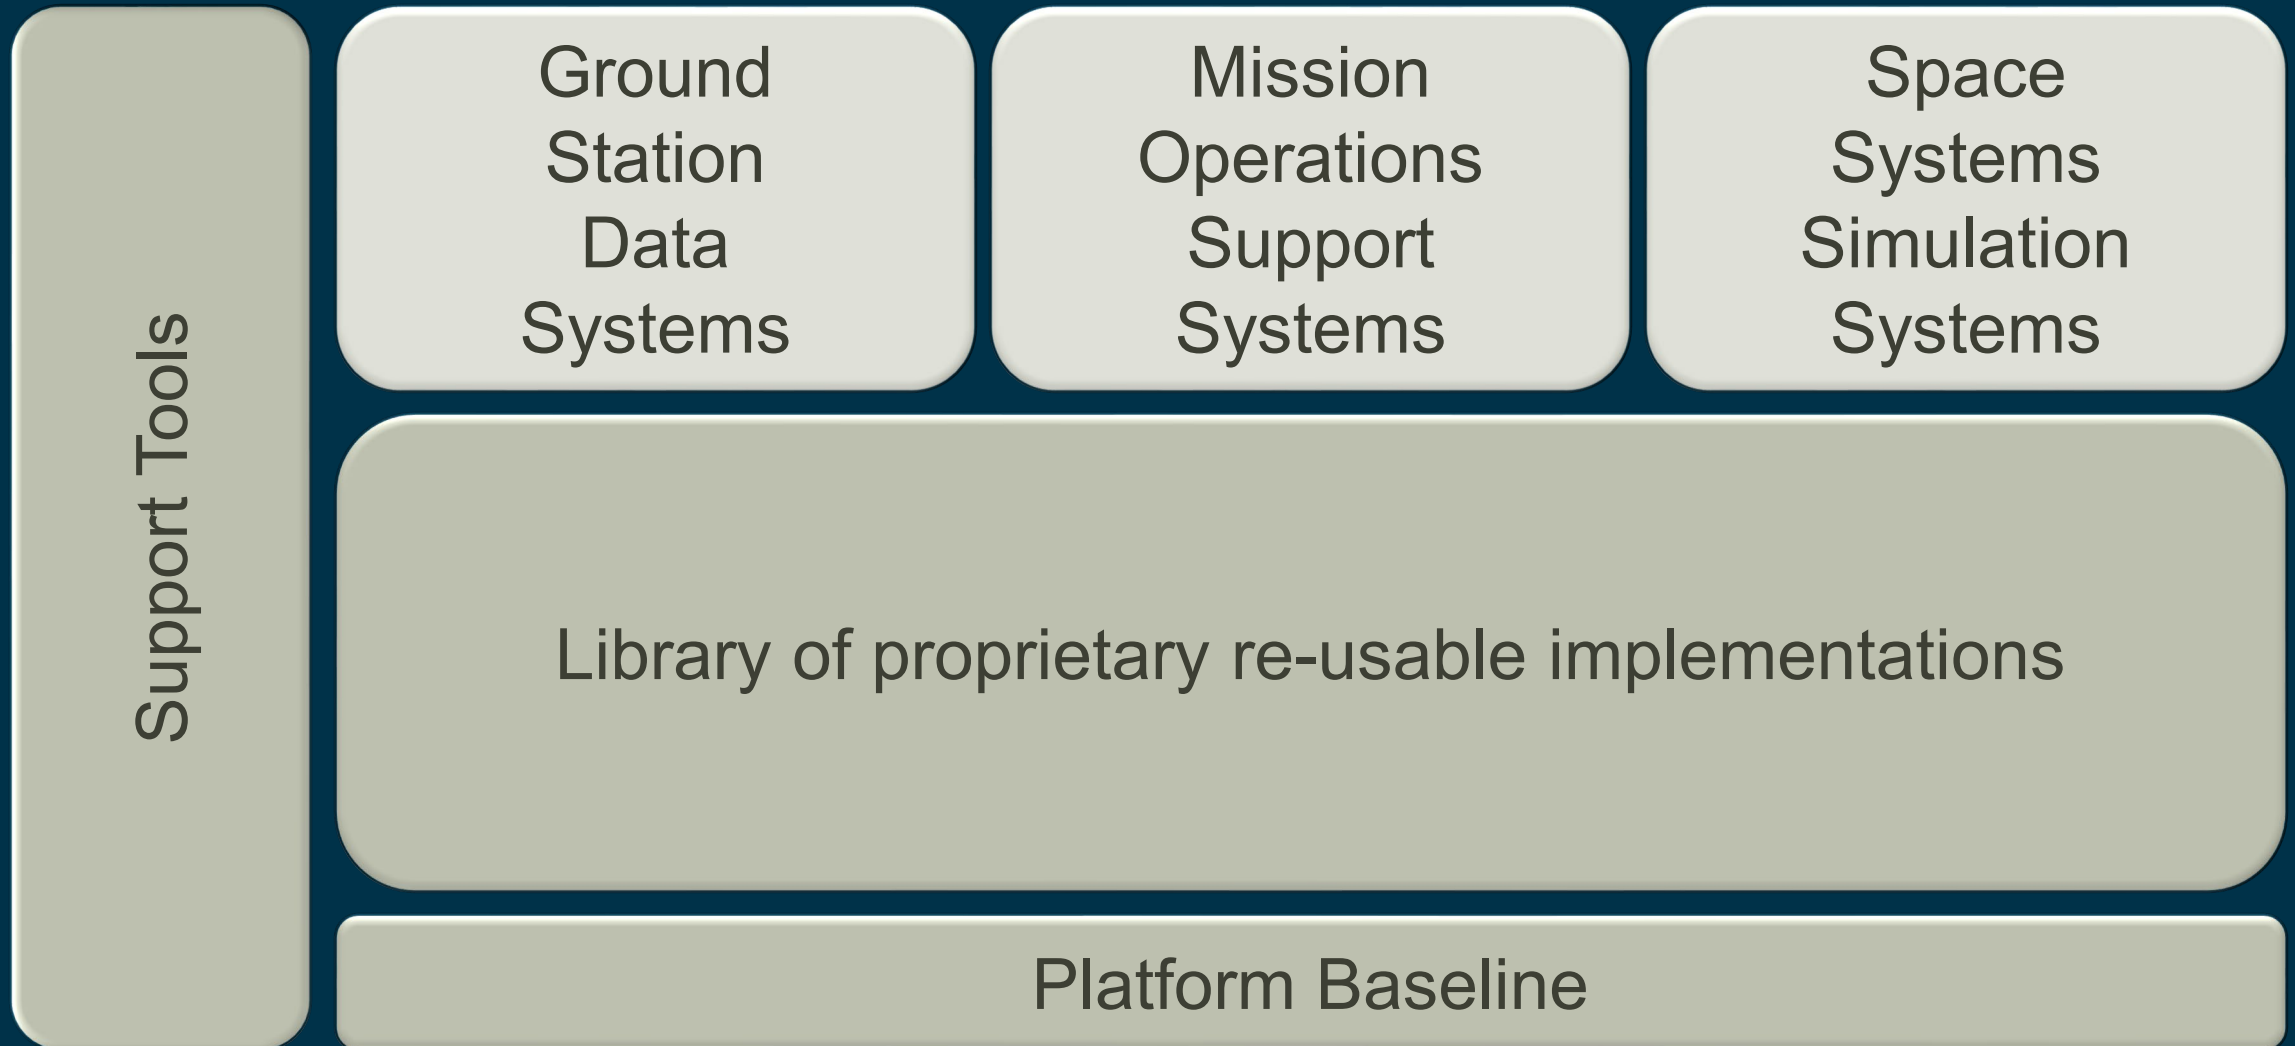 Support Tools
Ground
Station
Data
Systems
Mission
Operations
Support
Systems
Space
Systems
Simulation
Systems
Library of proprietary re-usable implementations
Platform Baseline